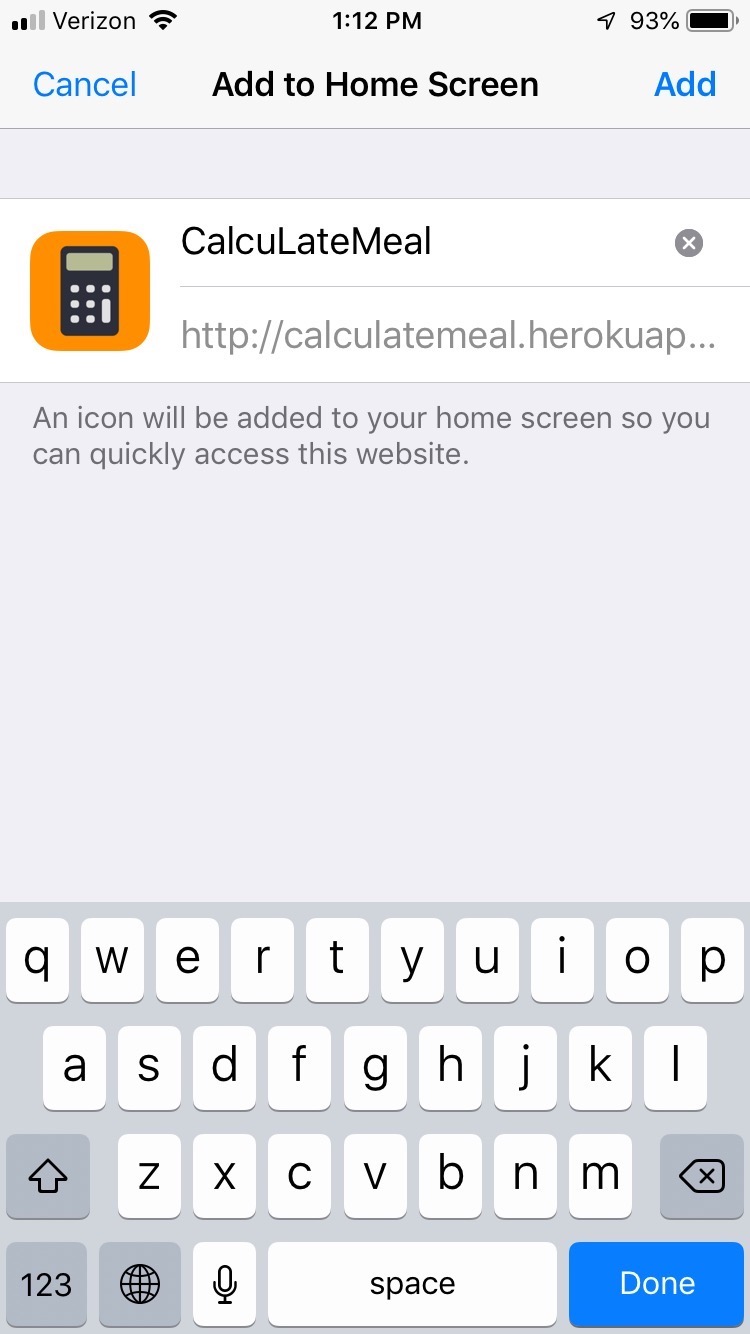 Verizon 1:12 PM 93%
Cancel Add to Home Screen Add
CalcuLateMeal
http://calculatemeal.herokuap...
An icon will be added to your home screen so you
can quickly access this website.
q w e r t y u i o p
a s d f g h j k l
z x c v b n m
123 space Done